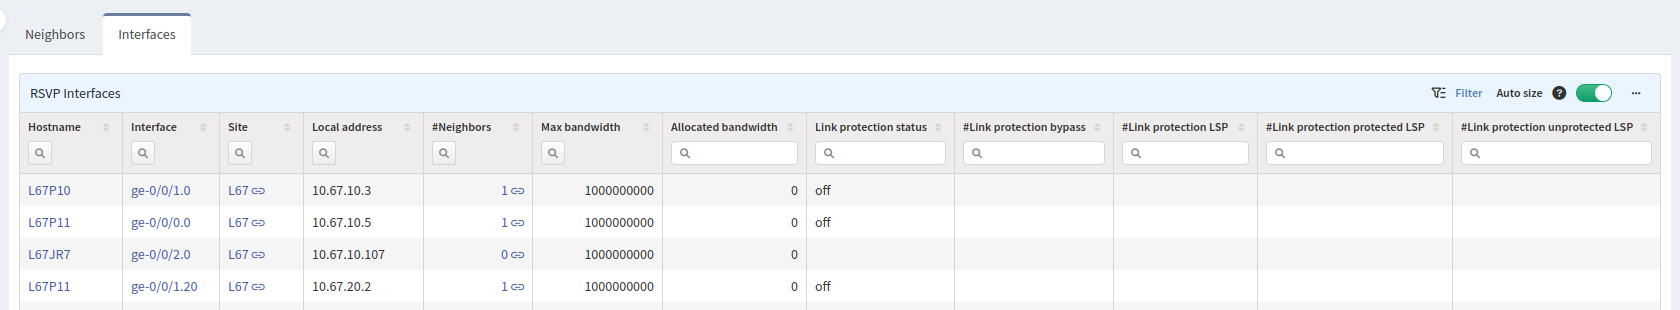 Neighbors Interfaces
RSVP Interfaces Filter Auto size ? ...
Hostname Interface Site Local address #Neighbors Max bandwidth Allocated bandwidth Link protection status #Link protection bypass #Link protection LSP #Link protection protected LSP #Link protection unprotected LSP
L67P10 ge-0/0/1.0 L67 10.67.10.3 1 1000000000 0 off
L67P11 ge-0/0/0.0 L67 10.67.10.5 1 1000000000 0 off
L67JR7 ge-0/0/2.0 L67 10.67.10.107 0 1000000000 0
L67P11 ge-0/0/1.20 L67 10.67.20.2 1 1000000000 0 off